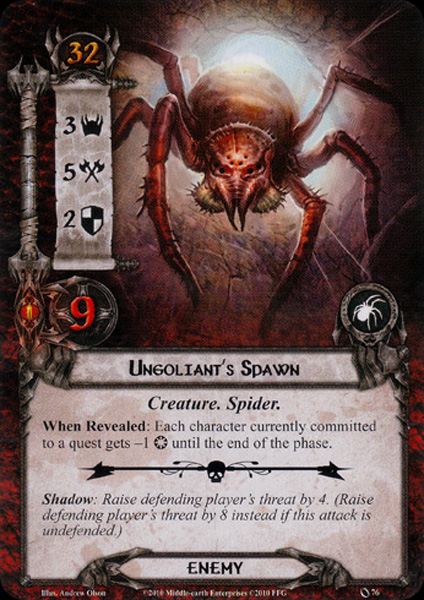 32
3
5
2
9
UNGOLIANT'S SPAWN
Creature. Spider.
When Revealed: Each character currently committed
to a quest gets –1 until the end of the phase.
Shadow: Raise defending player's threat by 4. (Raise
defending player's threat by 8 instead if this attack is
undefended.)
ENEMY
Illus. Andrew Olson
©2010 Middle-earth Enterprises ©2010 FFG
76